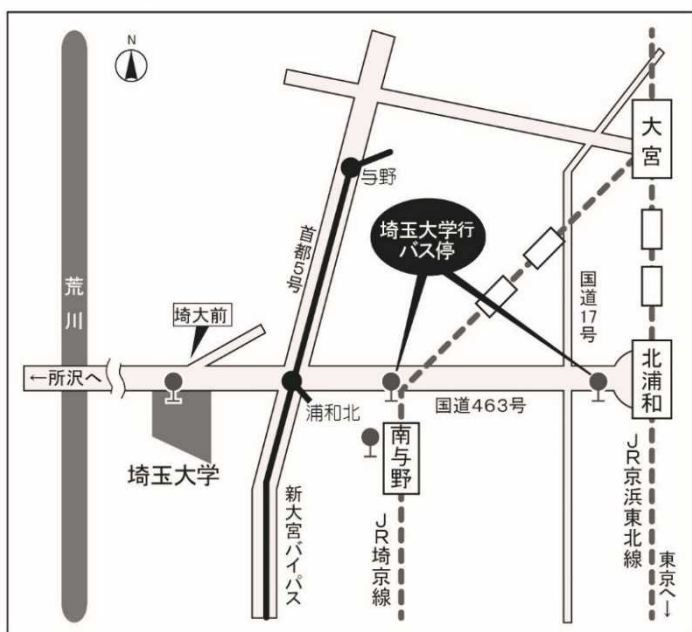 N
大宮
与野
埼玉大学行
バス停
首都5号
国道17号
荒川
埼大前
←所沢へ
浦和北
国道463号
北浦和
南与野
埼玉大学
新大宮バイパス
JR埼京線
JR京浜東北線
東京へ→